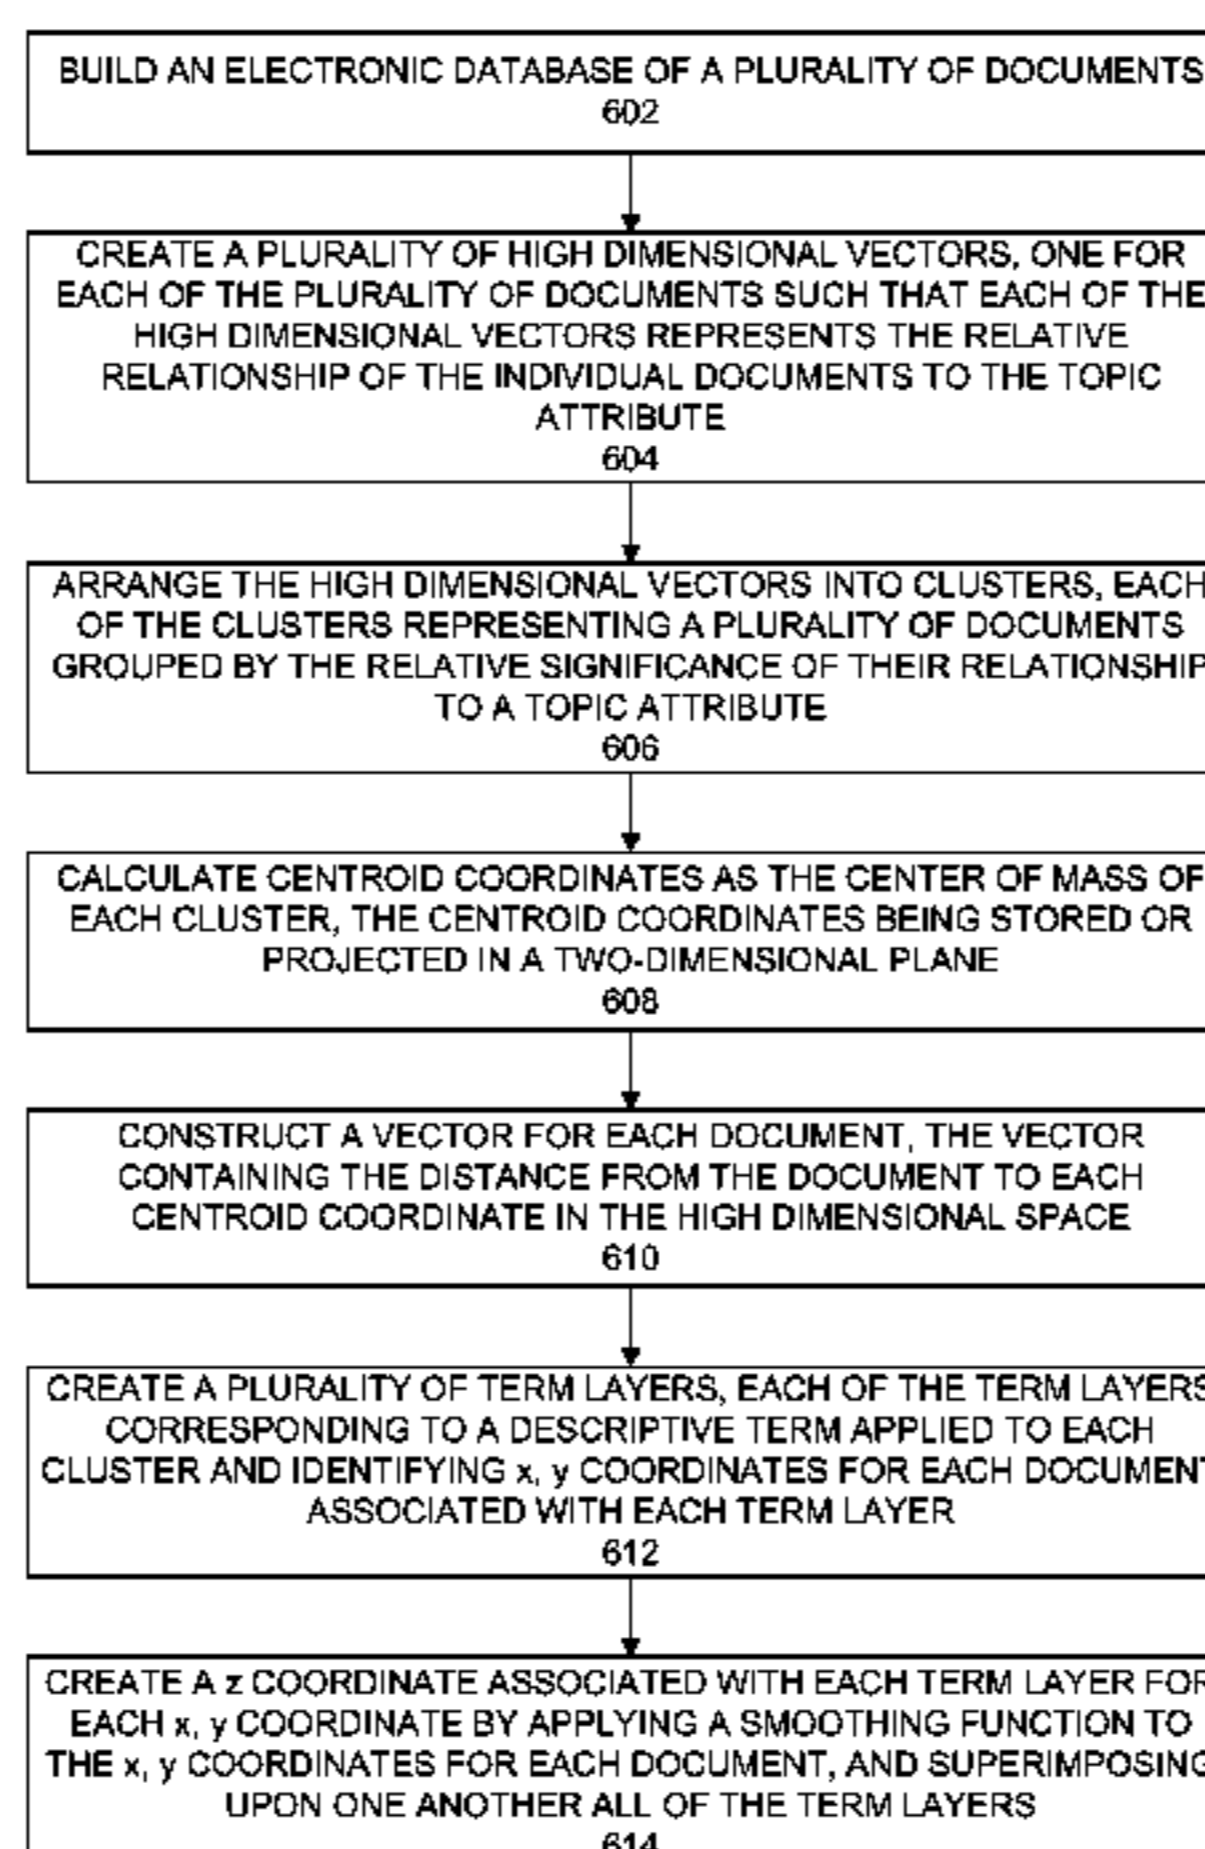 BUILD AN ELECTRONIC DATABASE OF A PLURALITY OF DOCUMENTS
602
CREATE A PLURALITY OF HIGH DIMENSIONAL VECTORS, ONE FOR
EACH OF THE PLURALITY OF DOCUMENTS SUCH THAT EACH OF THE
HIGH DIMENSIONAL VECTORS REPRESENTS THE RELATIVE
RELATIONSHIP OF THE INDIVIDUAL DOCUMENTS TO THE TOPIC
ATTRIBUTE
604
ARRANGE THE HIGH DIMENSIONAL VECTORS INTO CLUSTERS, EACH
OF THE CLUSTERS REPRESENTING A PLURALITY OF DOCUMENTS
GROUPED BY THE RELATIVE SIGNIFICANCE OF THEIR RELATIONSHIP
TO A TOPIC ATTRIBUTE
606
CALCULATE CENTROID COORDINATES AS THE CENTER OF MASS OF
EACH CLUSTER, THE CENTROID COORDINATES BEING STORED OR
PROJECTED IN A TWO-DIMENSIONAL PLANE
608
CONSTRUCT A VECTOR FOR EACH DOCUMENT, THE VECTOR
CONTAINING THE DISTANCE FROM THE DOCUMENT TO EACH
CENTROID COORDINATE IN THE HIGH DIMENSIONAL SPACE
610
CREATE A PLURALITY OF TERM LAYERS, EACH OF THE TERM LAYERS
CORRESPONDING TO A DESCRIPTIVE TERM APPLIED TO EACH
CLUSTER AND IDENTIFYING x, y COORDINATES FOR EACH DOCUMENT
ASSOCIATED WITH EACH TERM LAYER
612
CREATE A z COORDINATE ASSOCIATED WITH EACH TERM LAYER FOR
EACH x, y COORDINATE BY APPLYING A SMOOTHING FUNCTION TO
THE x, y COORDINATES FOR EACH DOCUMENT, AND SUPERIMPOSING
UPON ONE ANOTHER ALL OF THE TERM LAYERS
614